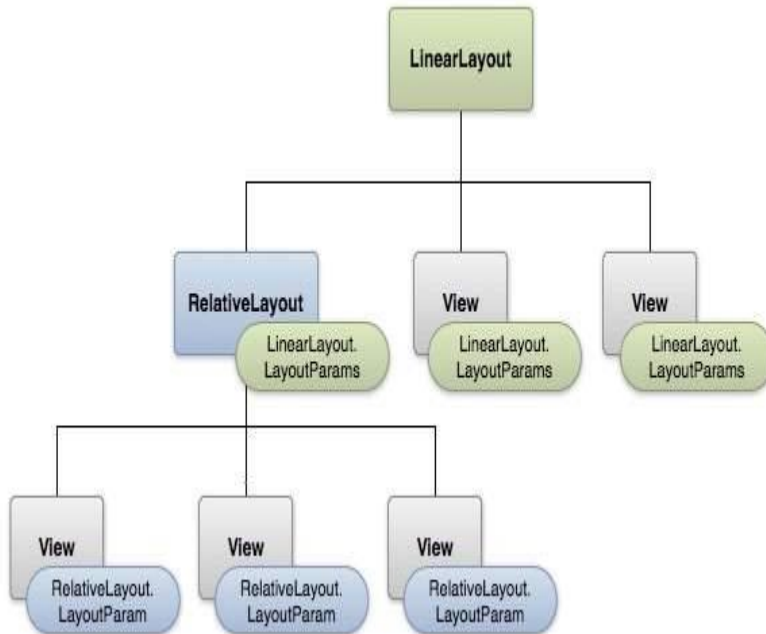 LinearLayout
RelativeLayout
LinearLayout.
LayoutParams
View
LinearLayout.
LayoutParams
View
LinearLayout.
LayoutParams
View
RelativeLayout.
LayoutParam
View
RelativeLayout.
LayoutParam
View
RelativeLayout.
LayoutParam